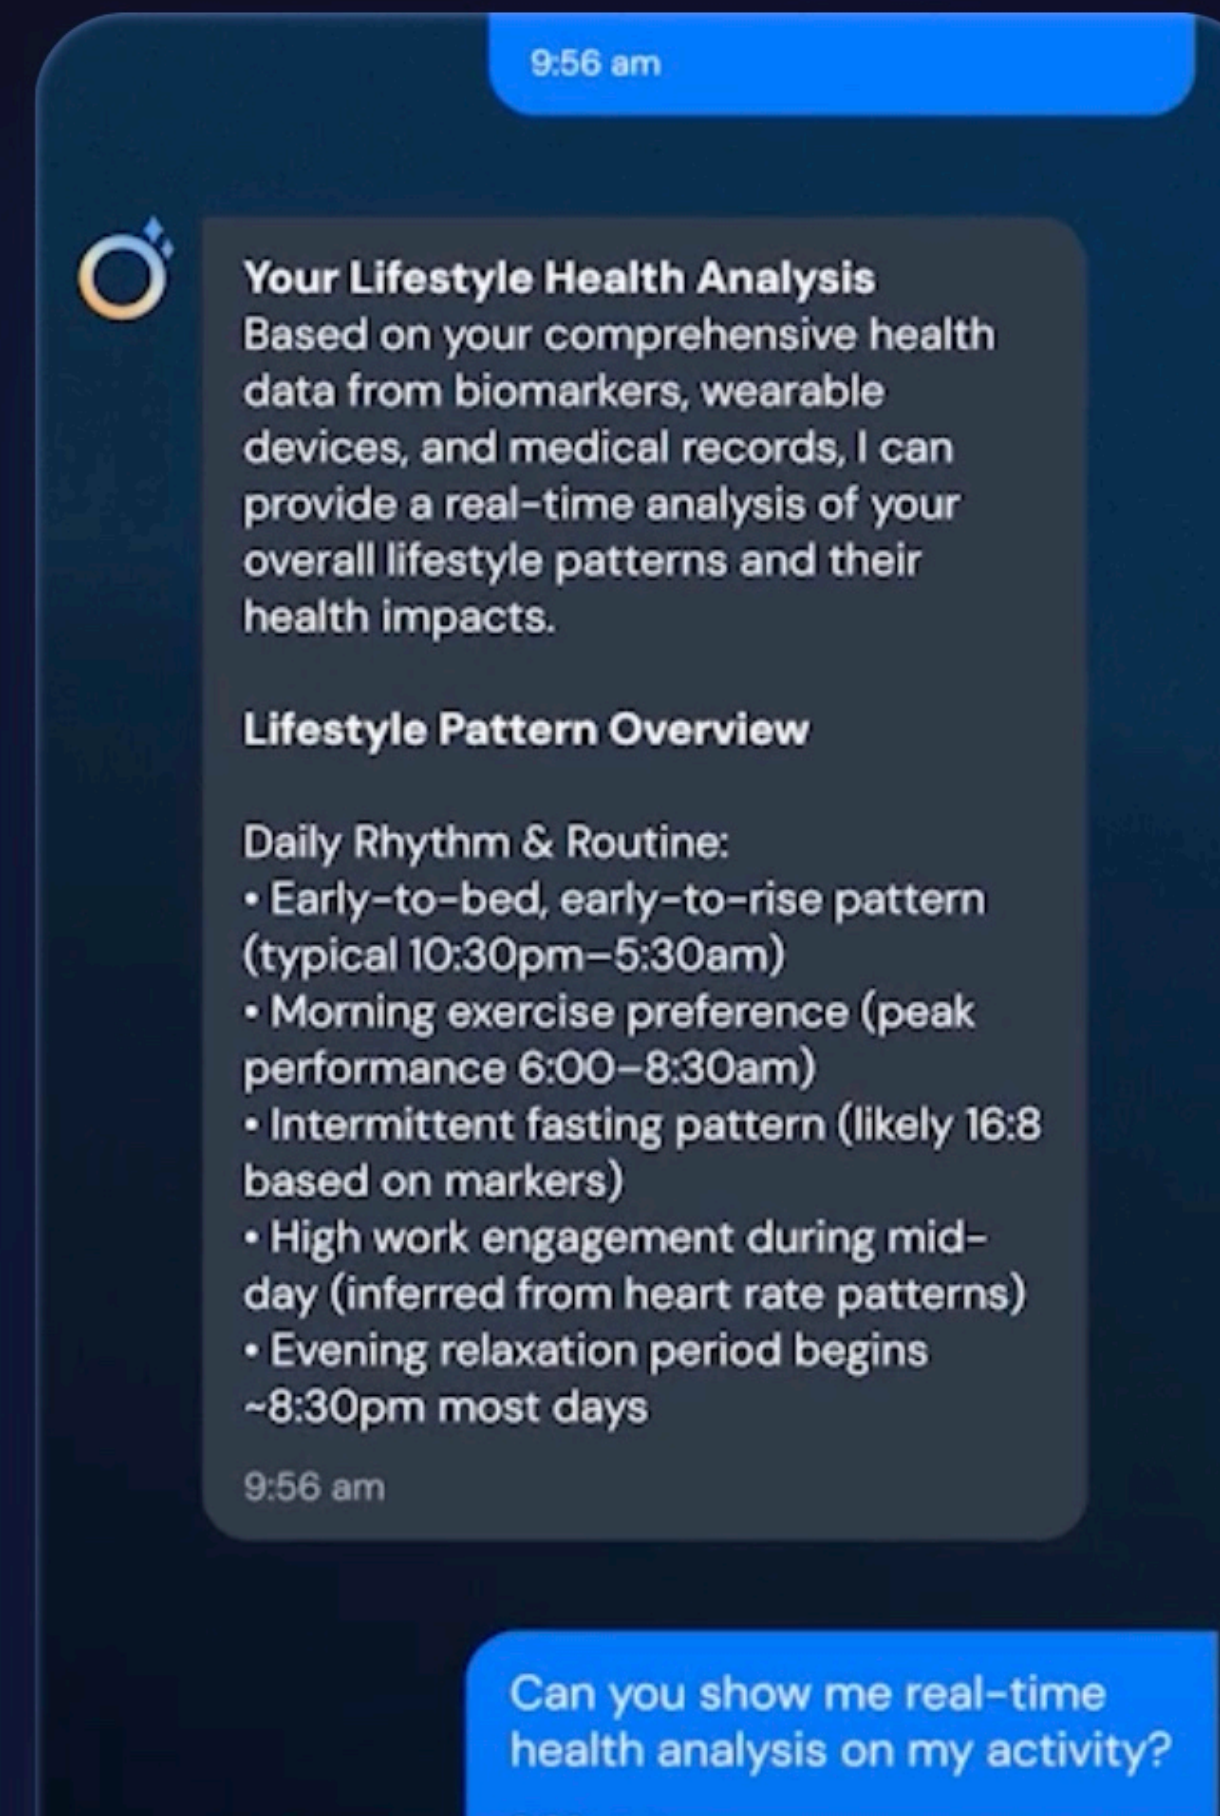 9:56 am
Your Lifestyle Health Analysis
Based on your comprehensive health
data from biomarkers, wearable
devices, and medical records, I can
provide a real-time analysis of your
overall lifestyle patterns and their
health impacts.
Lifestyle Pattern Overview
Daily Rhythm & Routine:
• Early-to-bed, early-to-rise pattern
(typical 10:30pm–5:30am)
• Morning exercise preference (peak
performance 6:00–8:30am)
• Intermittent fasting pattern (likely 16:8
based on markers)
• High work engagement during mid-
day (inferred from heart rate patterns)
• Evening relaxation period begins
~8:30pm most days
9:56 am
Can you show me real-time
health analysis on my activity?